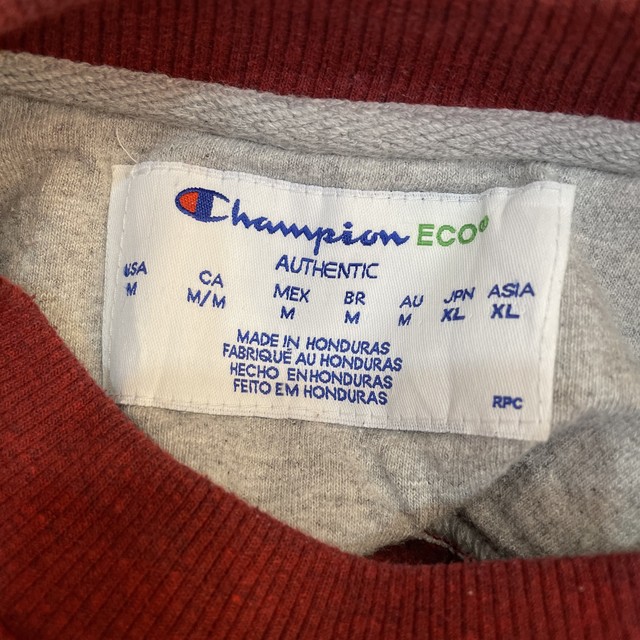 Champion ECO®
AUTHENTIC
USA CA MEX BR AU JPN ASIA
M M/M M M M XL XL
MADE IN HONDURAS
FABRIQUÉ AU HONDURAS
HECHO EN HONDURAS
FEITO EM HONDURAS
RPC